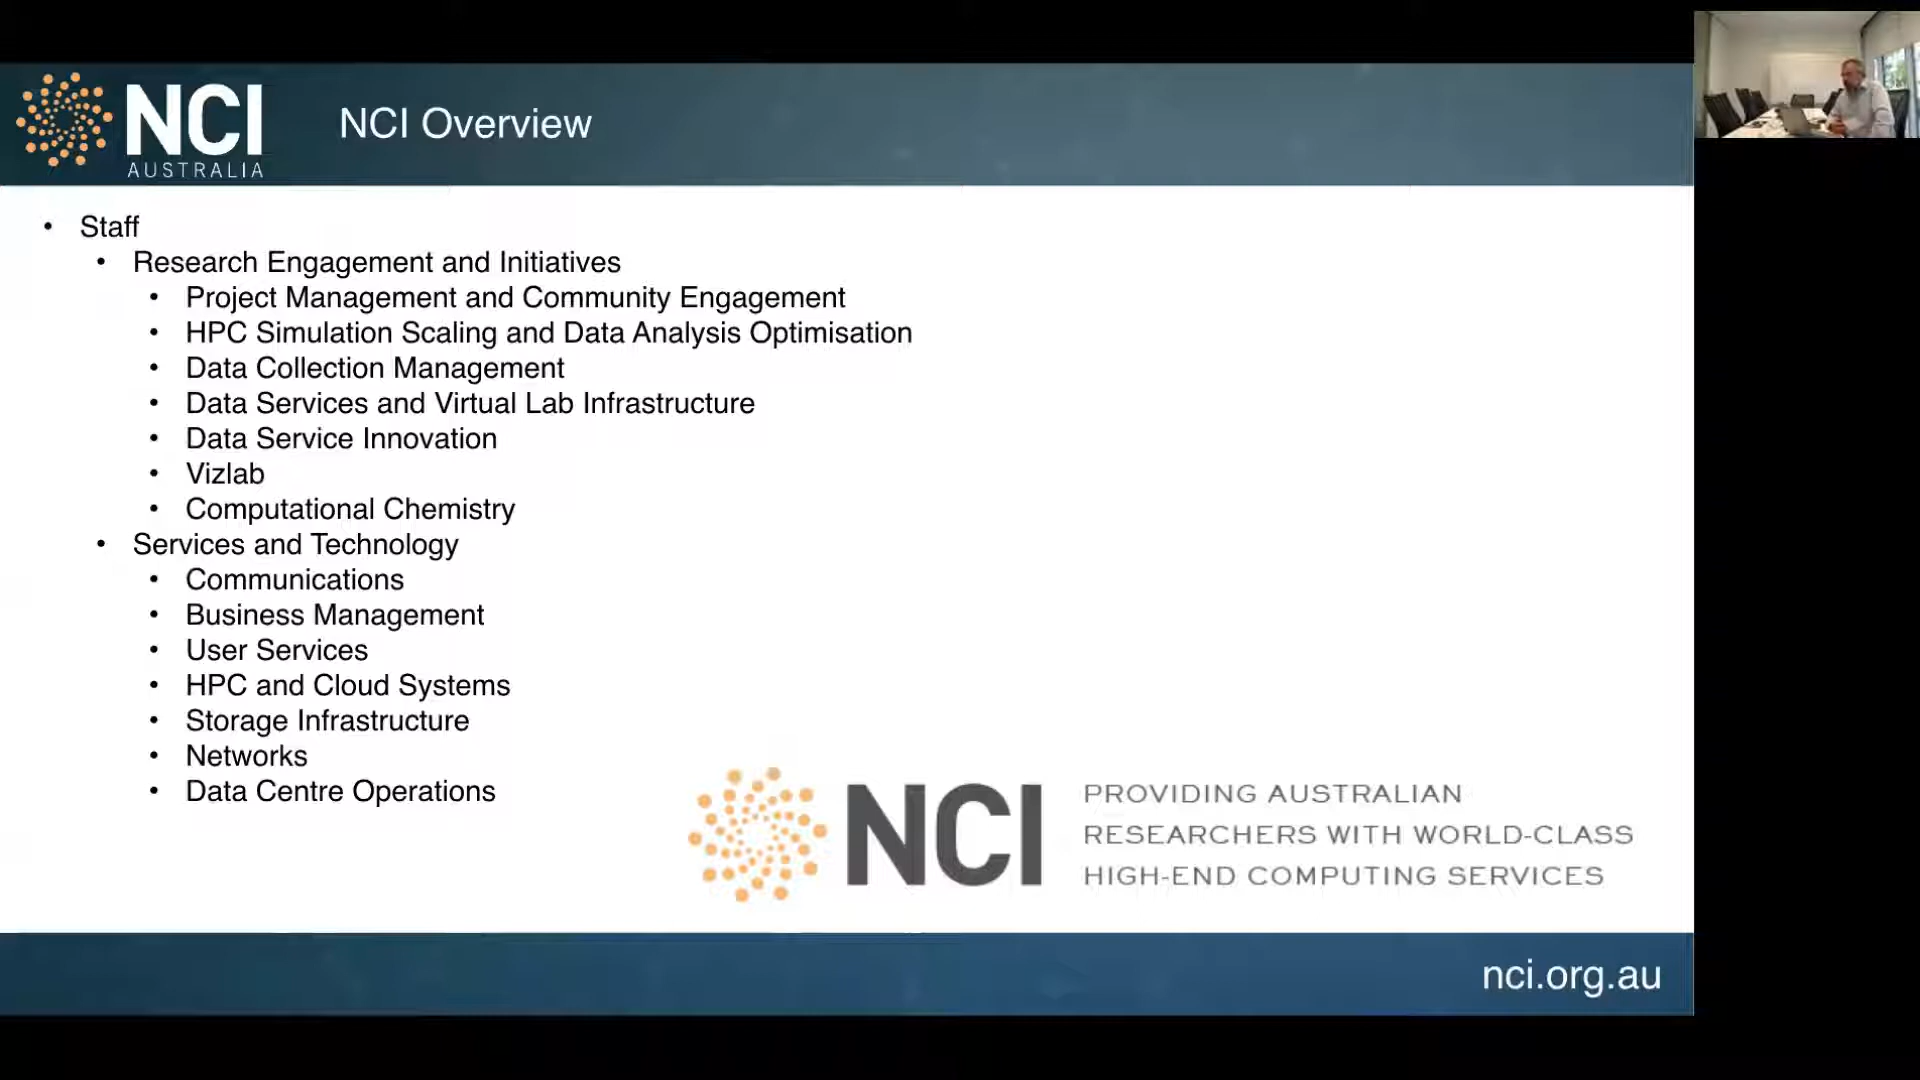 NCI
AUSTRALIA
NCI Overview
• Staff
• Research Engagement and Initiatives
• Project Management and Community Engagement
• HPC Simulation Scaling and Data Analysis Optimisation
• Data Collection Management
• Data Services and Virtual Lab Infrastructure
• Data Service Innovation
• Vizlab
• Computational Chemistry
• Services and Technology
• Communications
• Business Management
• User Services
• HPC and Cloud Systems
• Storage Infrastructure
• Networks
• Data Centre Operations
NCI
PROVIDING AUSTRALIAN
RESEARCHERS WITH WORLD-CLASS
HIGH-END COMPUTING SERVICES
nci.org.au